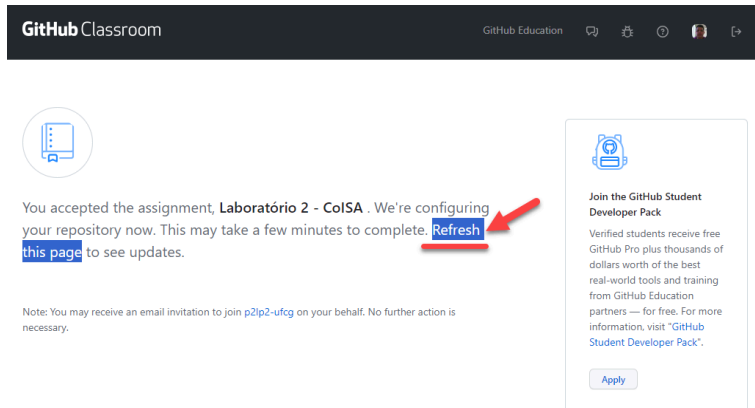 GitHub Classroom
GitHub Education
You accepted the assignment, Laboratório 2 - CoISA . We're configuring
your repository now. This may take a few minutes to complete. Refresh
this page to see updates.
Note: You may receive an email invitation to join p2lp2-ufcg on your behalf. No further action is
necessary.
Join the GitHub Student
Developer Pack
Verified students receive free
GitHub Pro plus thousands of
dollars worth of the best
real-world tools and training
from GitHub Education
partners — for free. For more
information, visit "GitHub
Student Developer Pack".
Apply